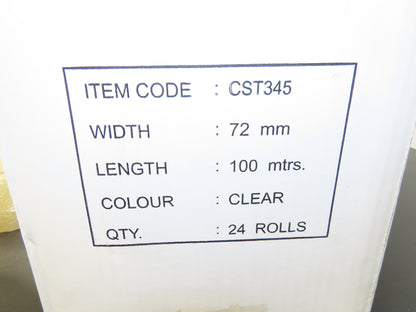 ITEM CODE : CST345
WIDTH : 72 mm
LENGTH : 100 mtrs.
COLOUR : CLEAR
QTY. : 24 ROLLS